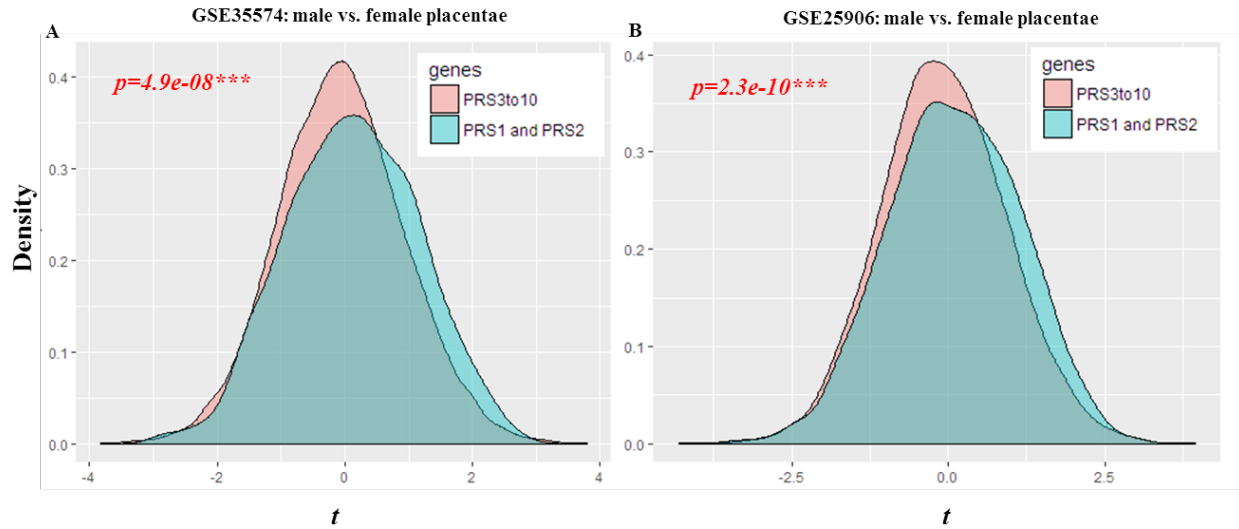 GSE35574: male vs. female placentae
GSE25906: male vs. female placentae
A
B
p=4.9e-08***
genes
PRS3to10
PRS1 and PRS2
p=2.3e-10***
genes
PRS3to10
PRS1 and PRS2
Density
0.4
0.3
0.2
0.1
0.0
-4
-2
0
2
4
t
0.4
0.3
0.2
0.1
0.0
-2.5
0.0
2.5
t